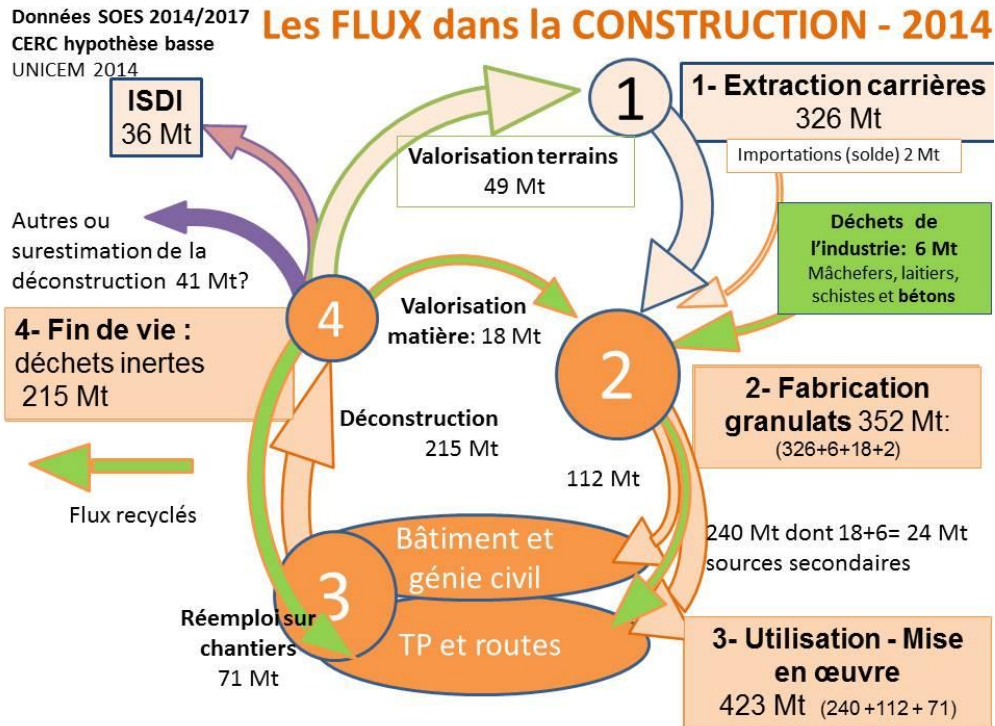 Données SOES 2014/2017
CERC hypothèse basse
UNICEM 2014
Les FLUX dans la CONSTRUCTION - 2014
ISDI
36 Mt
1
1- Extraction carrières
326 Mt
Importations (solde) 2 Mt
Valorisation terrains
49 Mt
Déchets de
l'industrie: 6 Mt
Mâchefers, laitiers,
schistes et bétons
Autres ou
surestimation de la
déconstruction 41 Mt?
4
Valorisation
matière: 18 Mt
4- Fin de vie :
déchets inertes
215 Mt
2
2- Fabrication
granulats 352 Mt:
(326+6+18+2)
Déconstruction
215 Mt
112 Mt
Flux recyclés
240 Mt dont 18+6= 24 Mt
sources secondaires
Bâtiment et
génie civil
3
Réemploi sur
chantiers
71 Mt
TP et routes
3- Utilisation - Mise
en œuvre
423 Mt (240 +112 + 71)